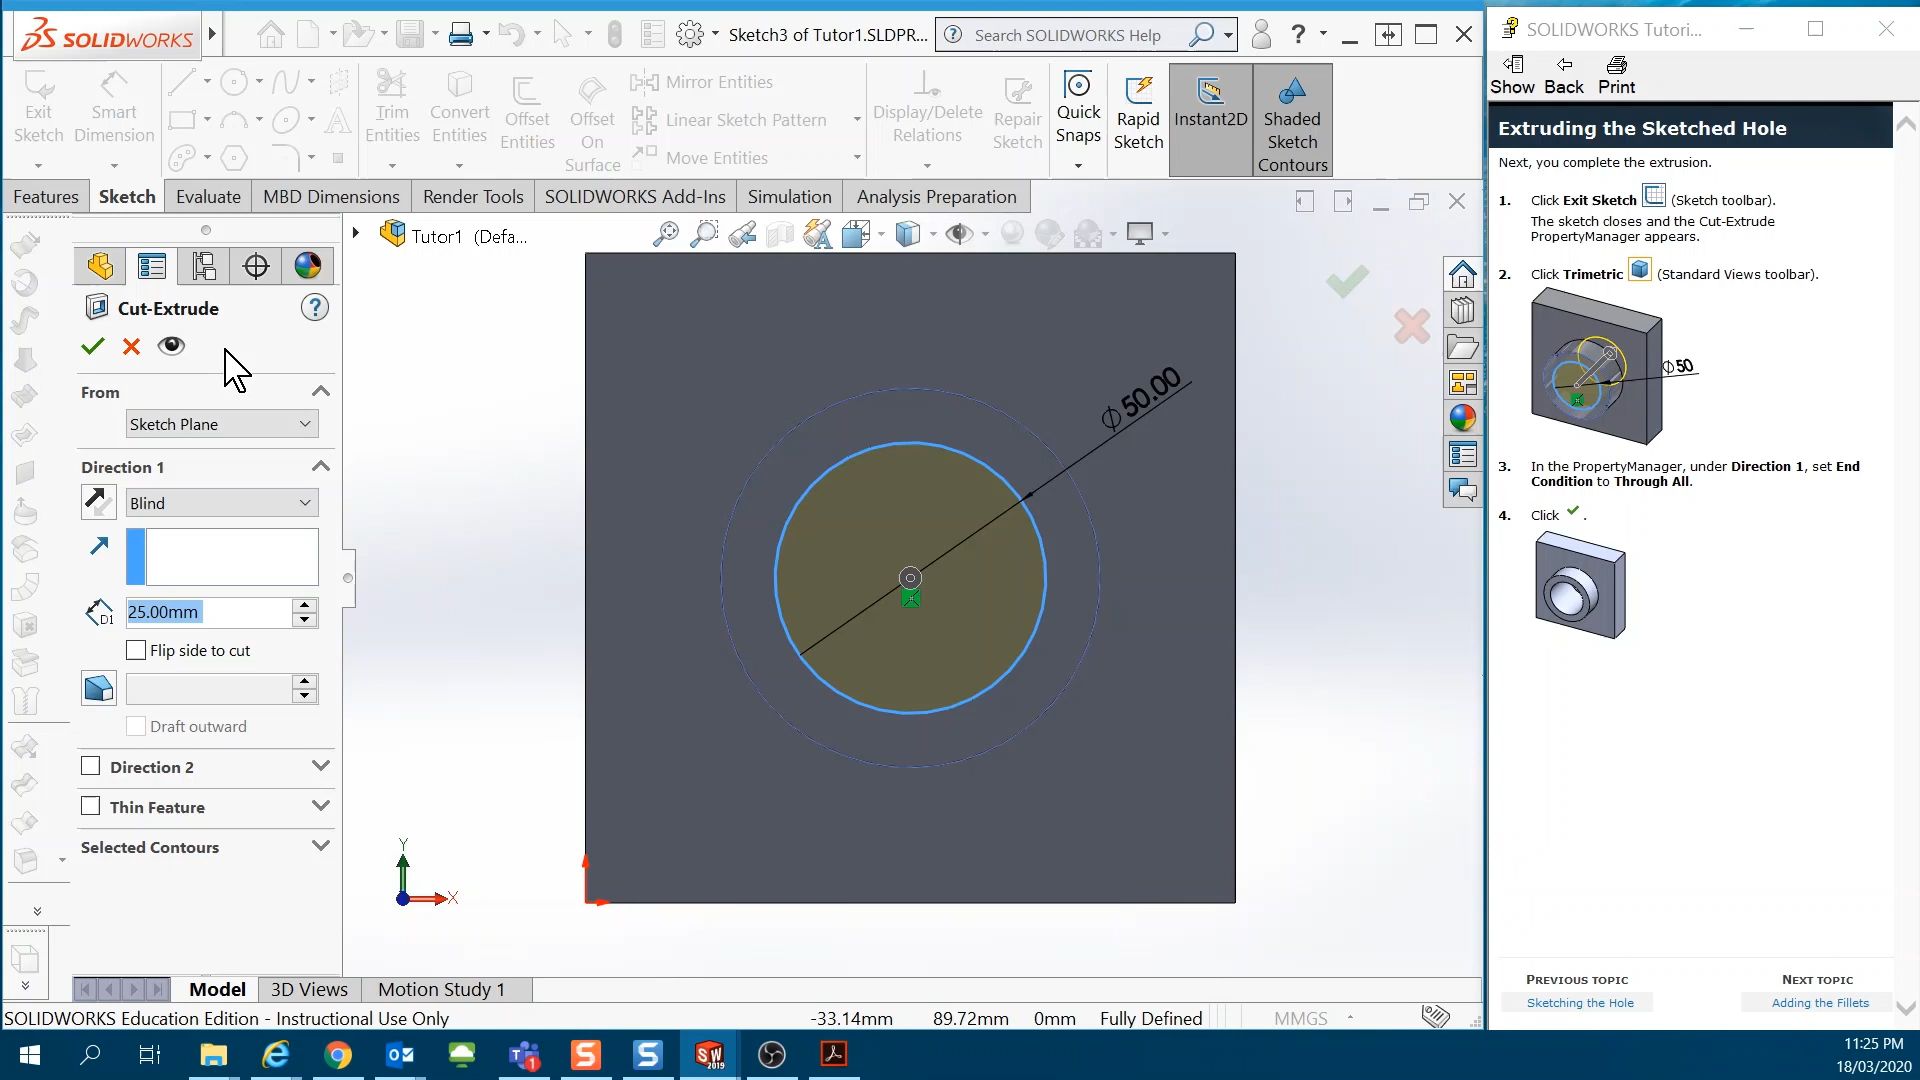 SOLIDWORKS
Sketch3 of Tutor1.SLDPR...
Search SOLIDWORKS Help
?
Exit Sketch
Smart Dimension
Trim Entities
Convert Entities
Offset Entities
Offset On Surface
Mirror Entities
Linear Sketch Pattern
Move Entities
Display/Delete Relations
Repair Sketch
Quick Snaps
Rapid Sketch
Instant2D
Shaded Sketch Contours
Features
Sketch
Evaluate
MBD Dimensions
Render Tools
SOLIDWORKS Add-Ins
Simulation
Analysis Preparation
Tutor1 (Defa...
Cut-Extrude
?
From
Sketch Plane
Direction 1
Blind
D1
25.00mm
Flip side to cut
Draft outward
Direction 2
Thin Feature
Selected Contours
ϕ50.00
Y
X
Model
3D Views
Motion Study 1
SOLIDWORKS Education Edition - Instructional Use Only
-33.14mm
89.72mm
0mm
Fully Defined
MMGS
SOLIDWORKS Tutori...
Show
Back
Print
Extruding the Sketched Hole
Next, you complete the extrusion.
1. Click Exit Sketch (Sketch toolbar).
The sketch closes and the Cut-Extrude
PropertyManager appears.
2. Click Trimetric (Standard Views toolbar).
ϕ50
3. In the PropertyManager, under Direction 1, set End
Condition to Through All.
4. Click .
PREVIOUS TOPIC
Sketching the Hole
NEXT TOPIC
Adding the Fillets
SW
2019
1
11:25 PM
18/03/2020